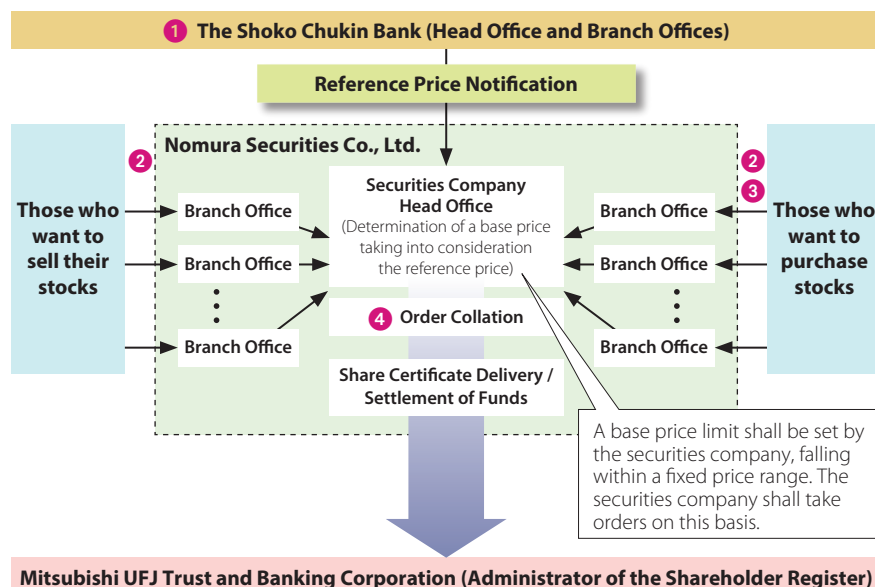 1 The Shoko Chukin Bank (Head Office and Branch Offices)
Reference Price Notification
Nomura Securities Co., Ltd.
2
Those who
want to
sell their
stocks
Branch Office
Branch Office
Branch Office
Securities Company
Head Office
(Determination of a base price
taking into consideration
the reference price)
4 Order Collation
Share Certificate Delivery /
Settlement of Funds
Branch Office
Branch Office
Branch Office
2
3
Those who
want to
purchase
stocks
A base price limit shall be set by
the securities company, falling
within a fixed price range. The
securities company shall take
orders on this basis.
Mitsubishi UFJ Trust and Banking Corporation (Administrator of the Shareholder Register)